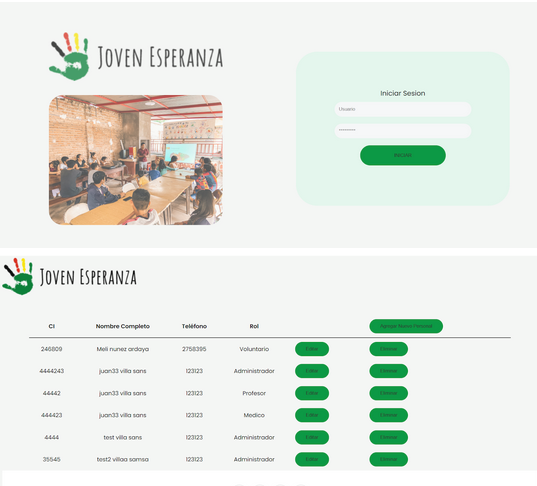 Joven Esperanza
Iniciar Sesion
Usuario
INICIAR
Joven Esperanza
CI Nombre Completo Teléfono Rol
246809 Meli nunez ardaya 2758395 Voluntario Editar Eliminar
4444243 juan33 villa sans 123123 Administrador Editar Eliminar
44442 juan33 villa sans 123123 Profesor Editar Eliminar
444423 juan33 villa sans 123123 Medico Editar Eliminar
4444 test villa sans 123123 Administrador Editar Eliminar
35545 test2 villaa samsa 123123 Administrador Editar Eliminar